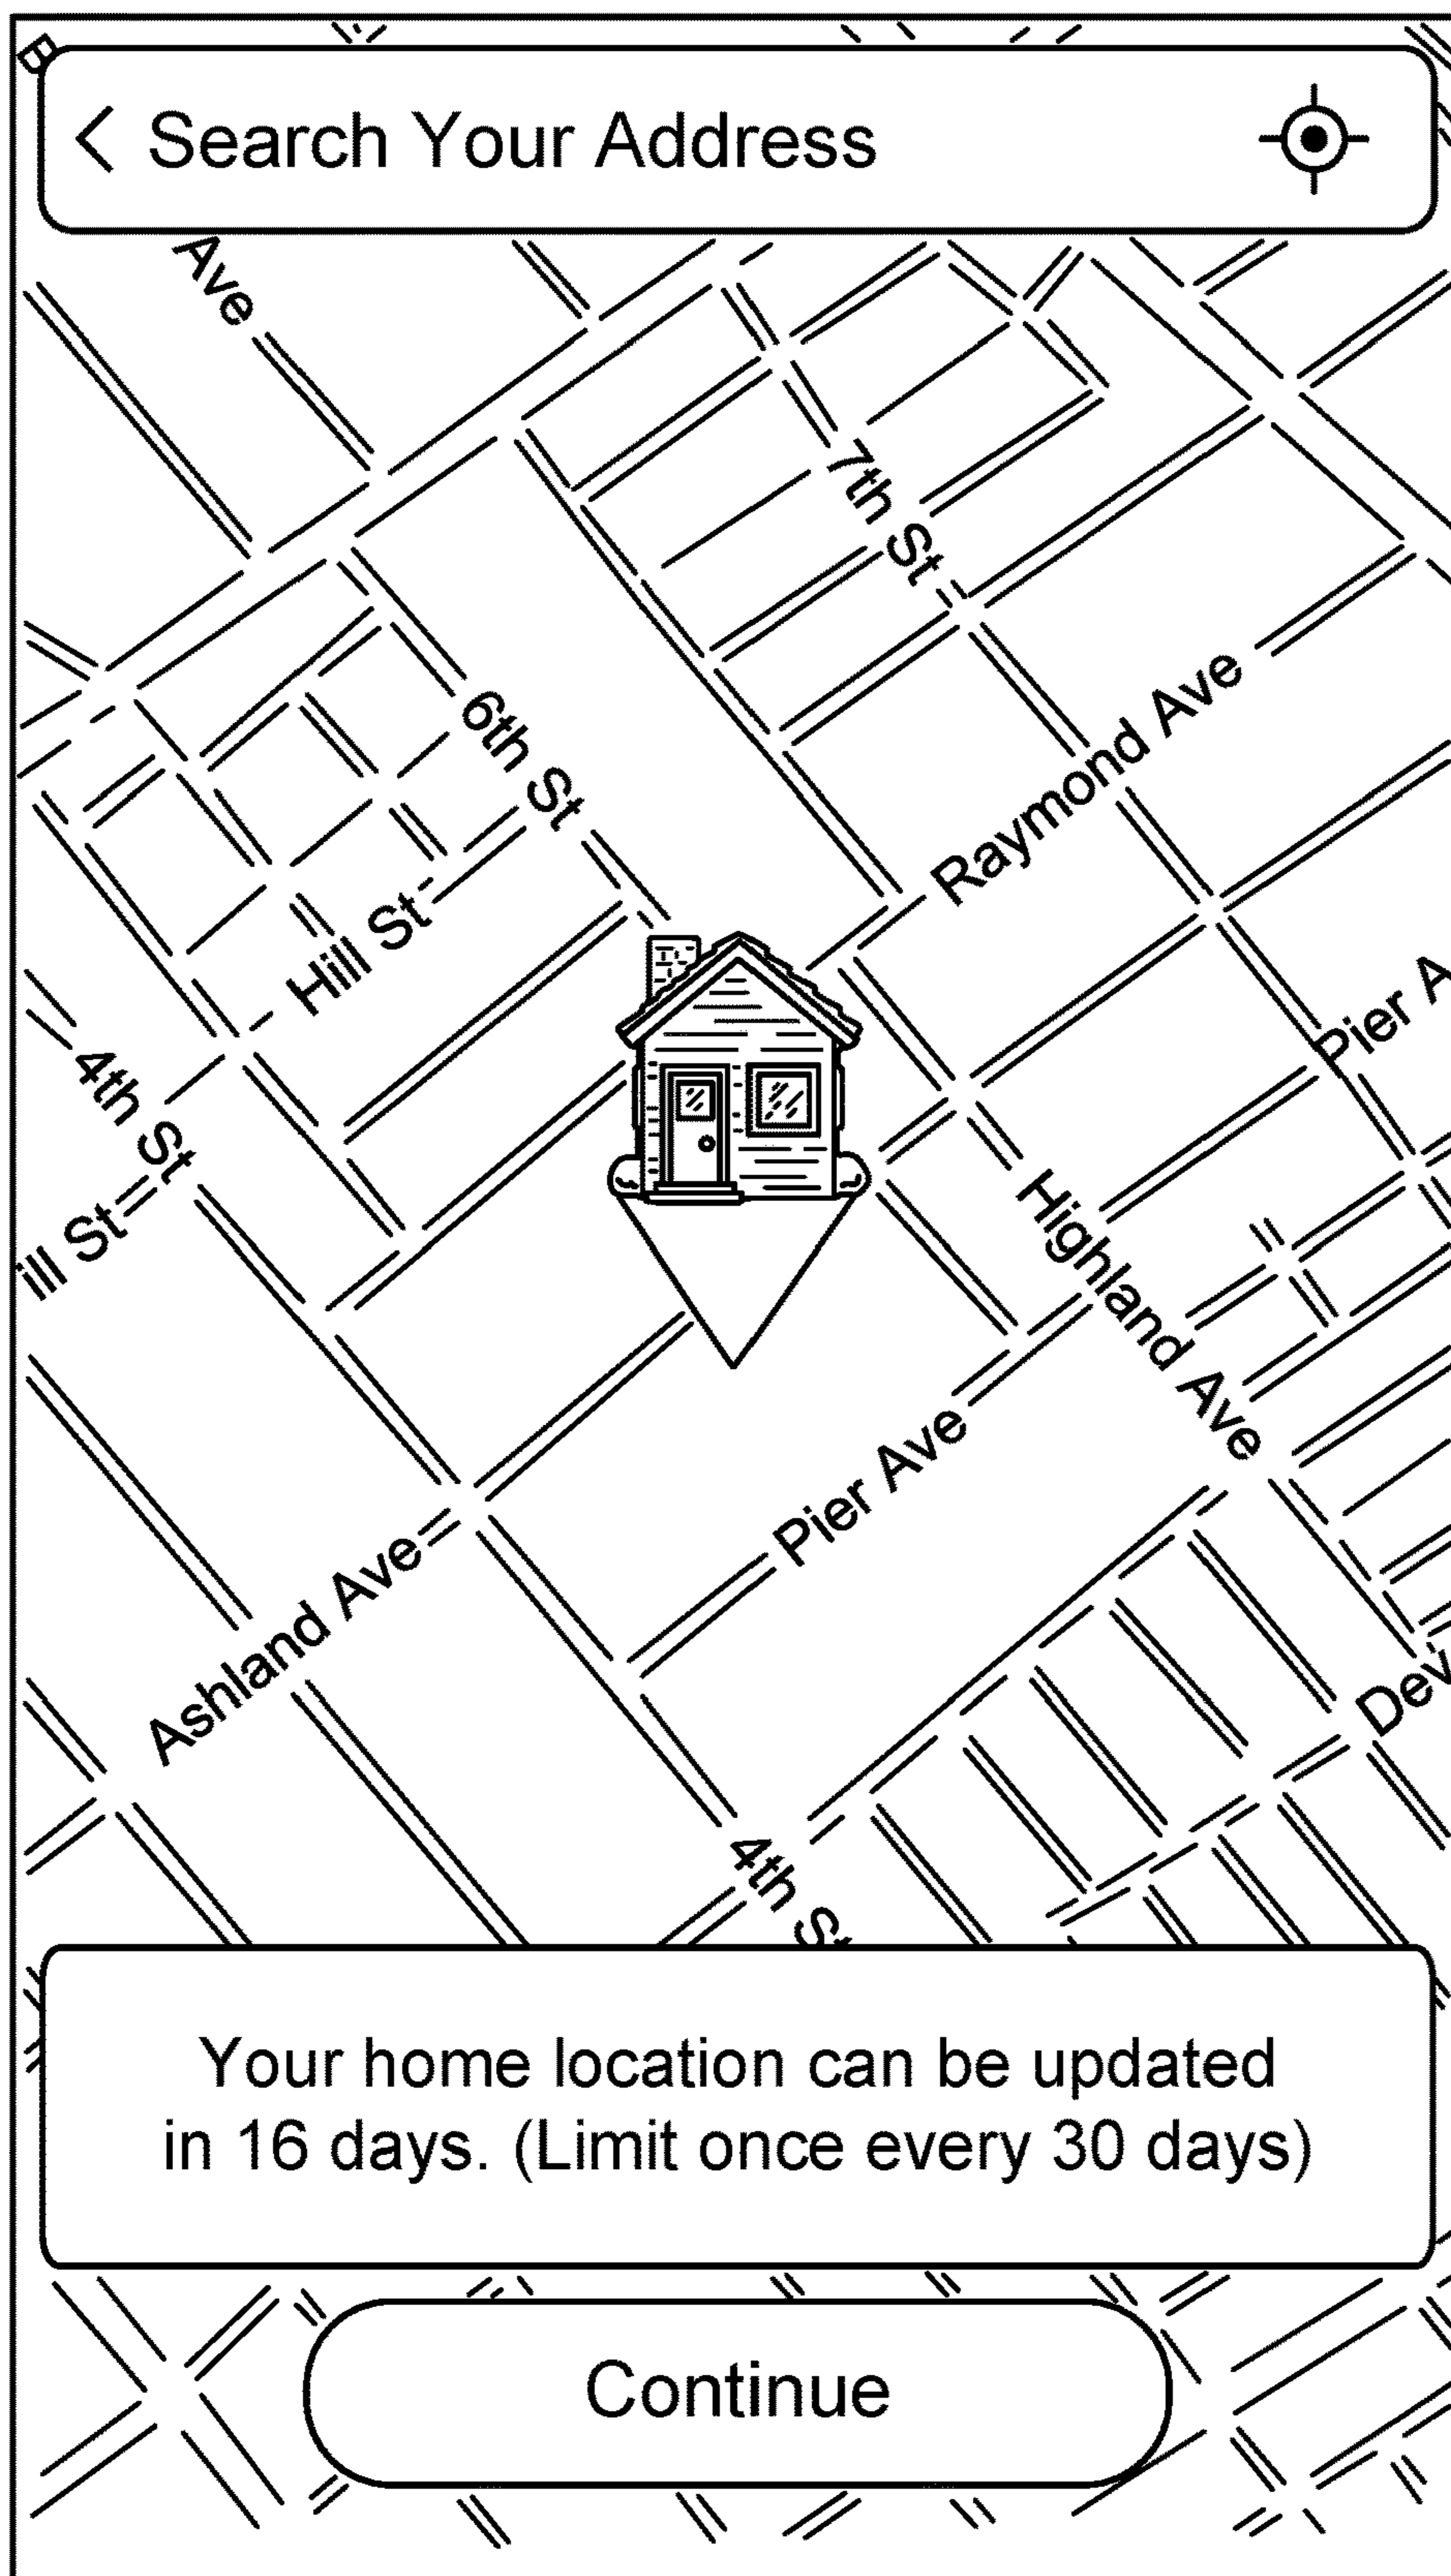 B
Search Your Address
Ave
7th St
6th St
Raymond Ave
Hill St
Pier A
4th St
ill St
Highland Ave
Pier Ave
Ashland Ave
Dev
4th St
Your home location can be updated
in 16 days. (Limit once every 30 days)
Continue